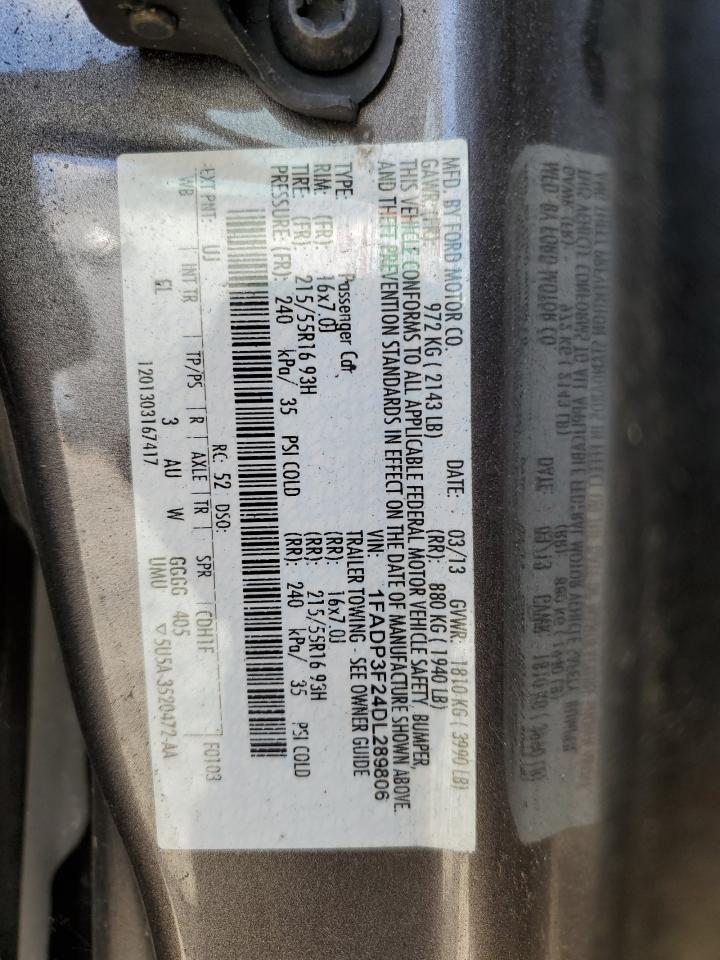 MFD. BY FORD MOTOR CO.
DATE: 03/13 GVWR: 1810 KG ( 3990 LB)
972 KG ( 2143 LB) (RR): 880 KG ( 1940 LB)
THIS VEHICLE CONFORMS TO ALL APPLICABLE FEDERAL MOTOR VEHICLE SAFETY, BUMPER,
AND THEFT PREVENTION STANDARDS IN EFFECT ON THE DATE OF MANUFACTURE SHOWN ABOVE.
VIN: 1FADP3F24DL289806
TYPE: Passenger Car, TRAILER TOWING - SEE OWNER GUIDE
RIM: (FR): 16x7.0J (RR): 16x7.0J
TIRE: (FR): 215/55R16 93H (RR): 215/55R16 93H
PRESSURE: (FR): 240 kPa/ 35 PSI COLD (RR): 240 kPa/ 35 PSI COLD
EXT PNT: UJ RC: 52 DSO: F0103
WB INT TR TP/PS R AXLE TR SPR CDH1F
EL 3 AU W GGGG 405
UMU
1201303167417 ▽5U5A-3520472-AA